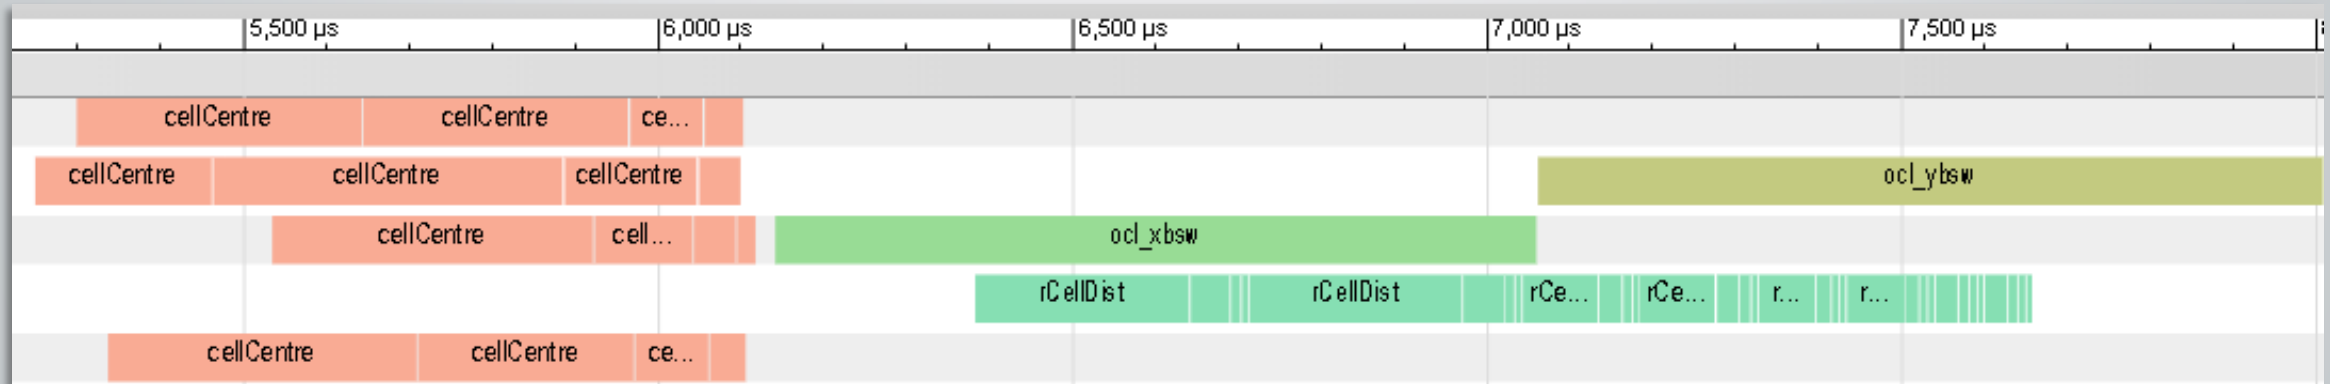 5,500 µs 6,000 µs 6,500 µs 7,000 µs 7,500 µs
cellCentre cellCentre ce...
cellCentre cellCentre cellCentre ocl_ybsw
cellCentre cell... ocl_xbsw
rCellDist rCellDist rCe... rCe... r... r...
cellCentre cellCentre ce...